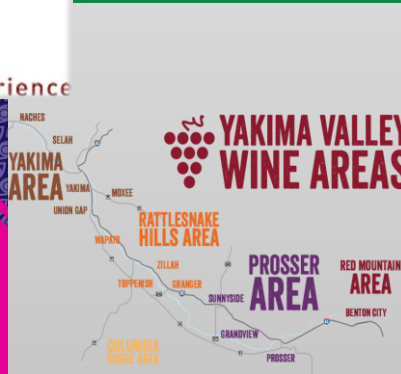 rience
YAKIMA VALLEY
WINE AREAS
NACHES
SELAH
YAKIMA
AREA
YAKIMA
MOXEE
UNION GAP
RATTLESNAKE
HILLS AREA
WAPATO
ZILLAH
TOPPENISH
GRANGER
SUNNYSIDE
PROSSER
AREA
RED MOUNTAIN
AREA
BENTON CITY
GRANDVIEW
PROSSER
COLUMBIA
GORGE AREA